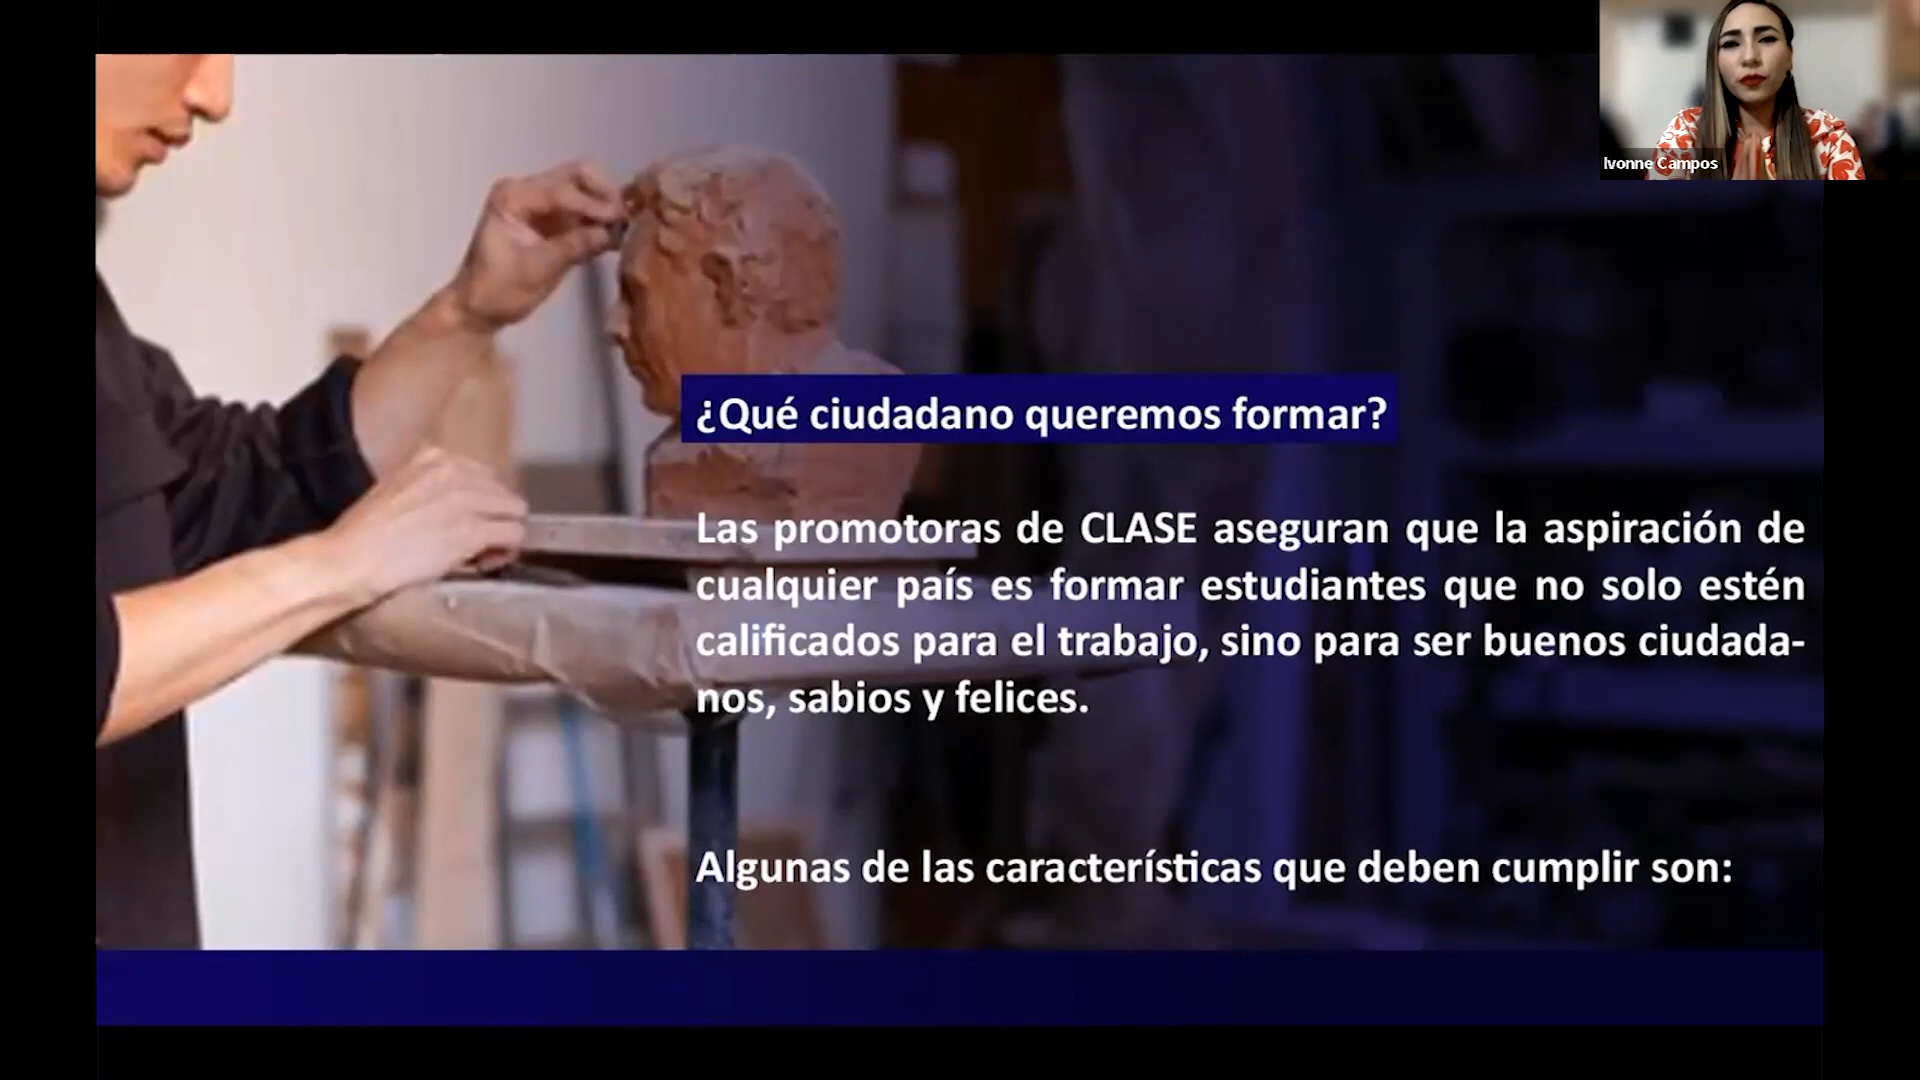 Ivonne Campos
¿Qué ciudadano queremos formar?
Las promotoras de CLASE aseguran que la aspiración de
cualquier país es formar estudiantes que no solo estén
calificados para el trabajo, sino para ser buenos ciudada-
nos, sabios y felices.
Algunas de las características que deben cumplir son: